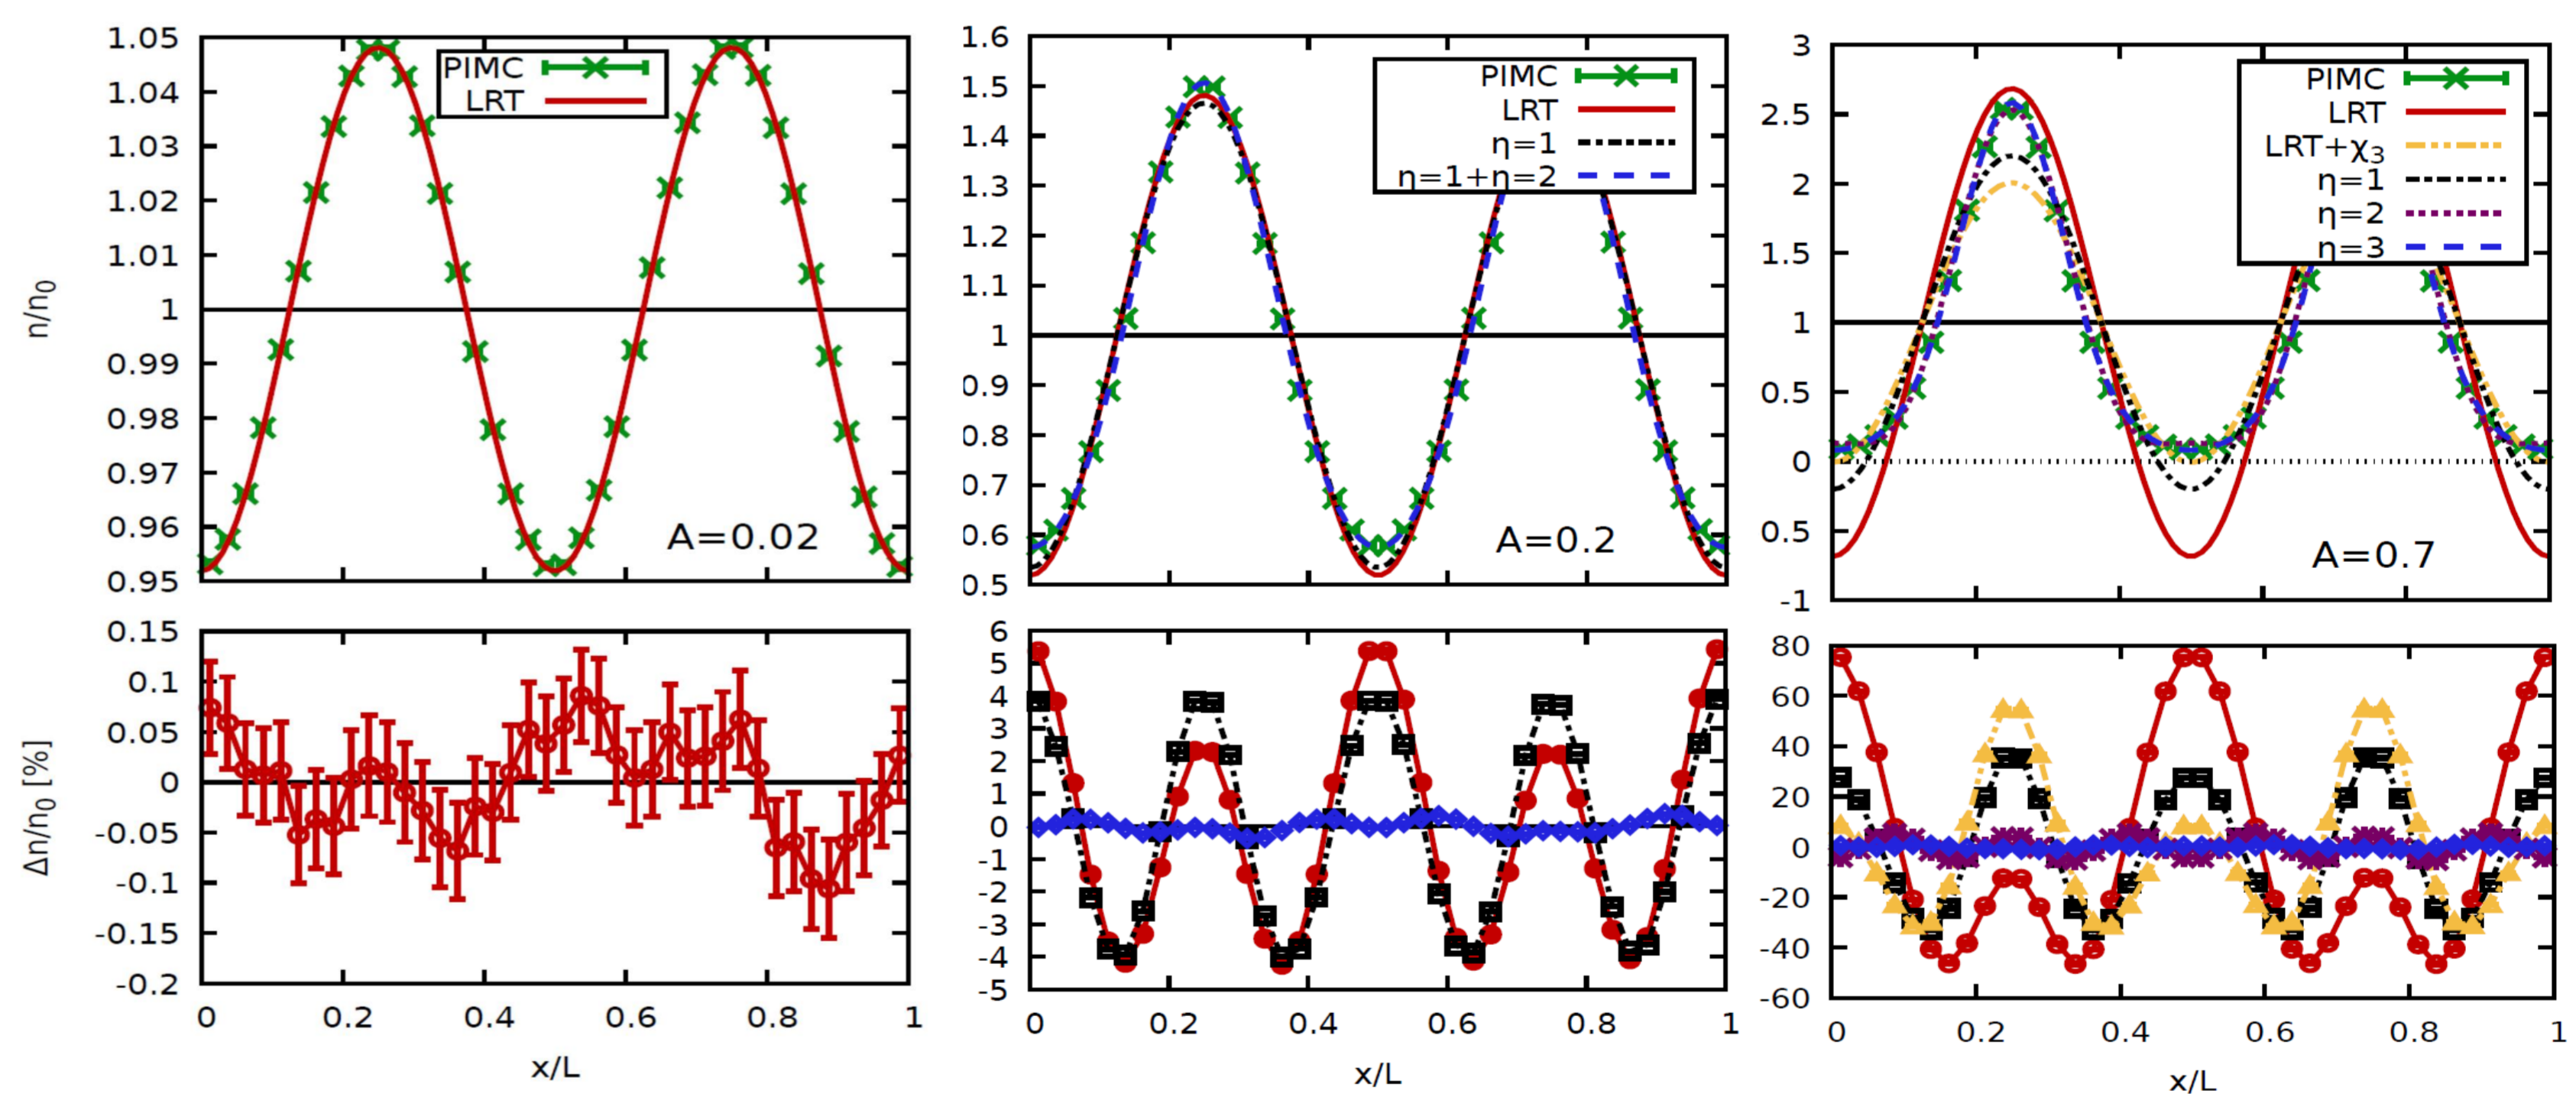 n/n0
1.05
1.04
1.03
1.02
1.01
1
0.99
0.98
0.97
0.96
0.95
PIMC
LRT
A=0.02
1.6
1.5
1.4
1.3
1.2
1.1
1
0.9
0.8
0.7
0.6
0.5
PIMC
LRT
η=1
η=1+η=2
A=0.2
3
2.5
2
1.5
1
0.5
0
0.5
-1
PIMC
LRT
LRT+χ3
η=1
η=2
η=3
A=0.7
Δn/n0 [%]
0.15
0.1
0.05
0
-0.05
-0.1
-0.15
-0.2
0 0.2 0.4 0.6 0.8 1
x/L
6
5
4
3
2
1
0
-1
-2
-3
-4
-5
0 0.2 0.4 0.6 0.8 1
x/L
80
60
40
20
0
-20
-40
-60
0 0.2 0.4 0.6 0.8 1
x/L